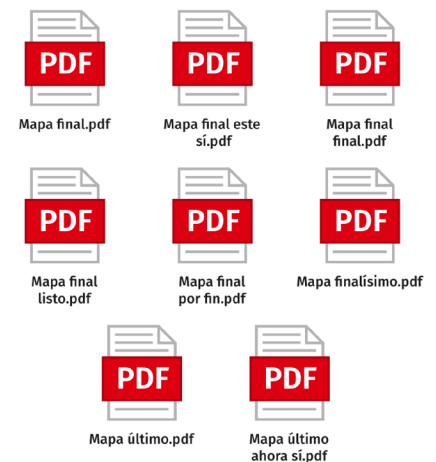 PDF PDF PDF
Mapa final.pdf Mapa final este Mapa final
sí.pdf final.pdf
PDF PDF PDF
Mapa final Mapa final Mapa finalísimo.pdf
listo.pdf por fin.pdf
PDF PDF
Mapa último.pdf Mapa último
ahora sí.pdf